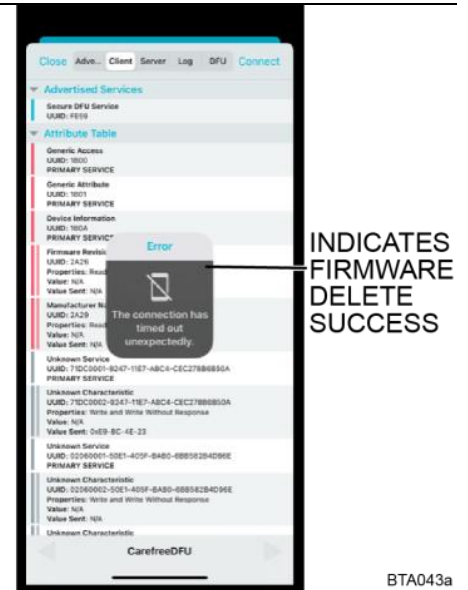 Close Adve... Client Server Log DFU Connect
Advertised Services
Secure DFU Service
UUID: FE59
Attribute Table
Generic Access
UUID: 1800
PRIMARY SERVICE
Generic Attribute
UUID: 1801
PRIMARY SERVICE
Device Information
UUID: 180A
PRIMARY SERVICE
Firmware Revisi
UUID: 2A26
Properties: Read
Value: N/A
Value Sent: N/A
Manufacturer N
UUID: 2A29
Properties: Read
Value: N/A
Value Sent: N/A
Error
The connection has
timed out
unexpectedly.
INDICATES
FIRMWARE
DELETE
SUCCESS
Unknown Service
UUID: 71DC0001-8247-11E7-ABC4-CEC278B6B50A
PRIMARY SERVICE
Unknown Characteristic
UUID: 71DC0002-8247-11E7-ABC4-CEC278B6B50A
Properties: Write and Write Without Response
Value: N/A
Value Sent: 0xE9-BC-4E-23
Unknown Service
UUID: 02060001-50E1-405F-BAB0-6BB582B4D96E
PRIMARY SERVICE
Unknown Characteristic
UUID: 02060002-50E1-405F-BAB0-6BB582B4D96E
Properties: Write and Write Without Response
Value: N/A
Value Sent: N/A
Unknown Characteristic
CarefreeDFU
BTA043a